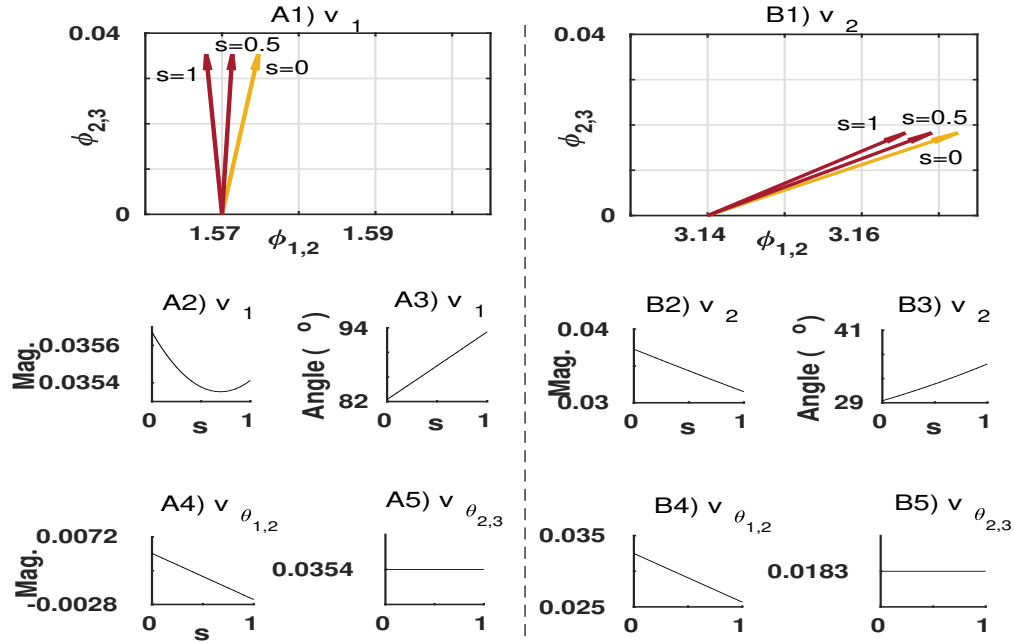 A1) v 1
0.04
0
ϕ2,3
s=0.5
s=1
s=0
1.57
ϕ1,2
1.59
B1) v 2
0.04
0
ϕ2,3
s=1
s=0.5
s=0
3.14
ϕ1,2
3.16
A2) v 1
Mag.
0.0356
0.0354
0
s
1
A3) v 1
Angle ( o)
94
82
0
s
1
B2) v 2
Mag.
0.04
0.03
0
s
1
B3) v 2
Angle ( o)
41
29
0
s
1
A4) v θ1,2
Mag.
0.0072
-0.0028
0
s
1
A5) v θ2,3
0.0354
0
1
B4) v θ1,2
0.035
0.025
0
1
B5) v θ2,3
0.0183
0
1